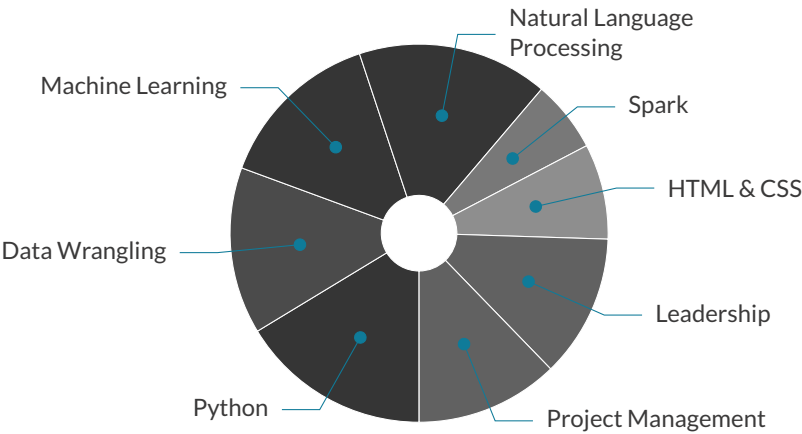 Natural Language
Processing
Machine Learning
Spark
HTML & CSS
Data Wrangling
Leadership
Python
Project Management